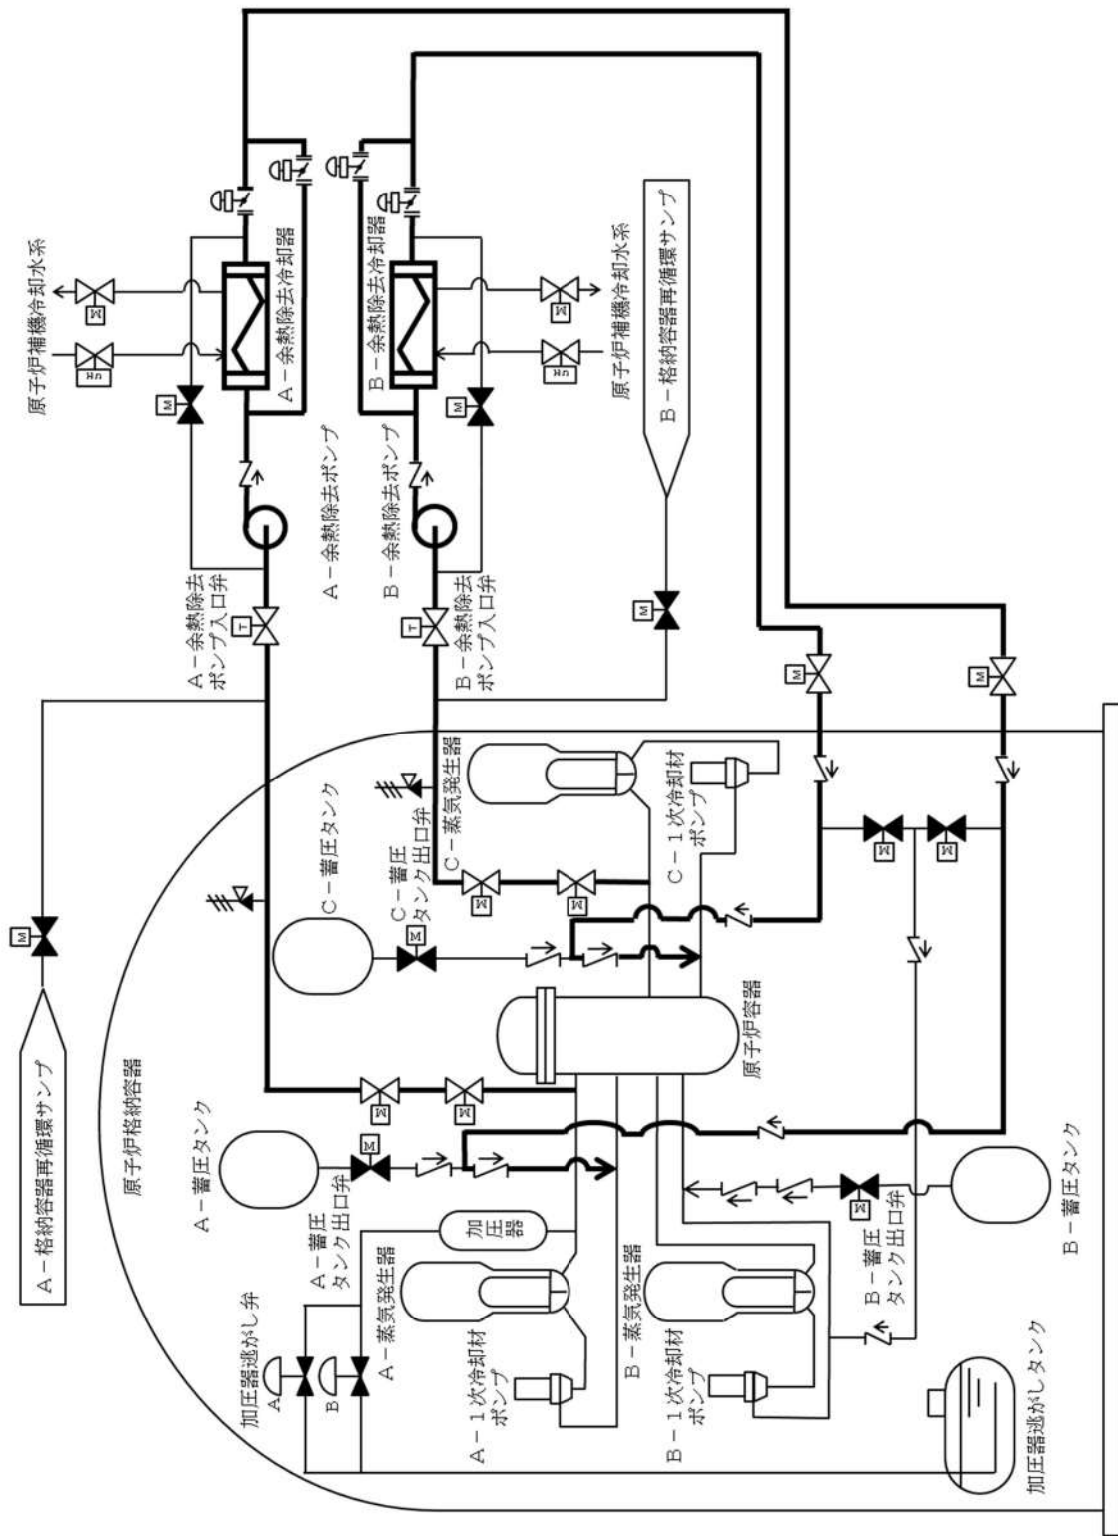 A－格納容器再循環サンプ
原子炉格納容器
A－蓄圧タンク
M
A－蓄圧
タンク出口弁
加圧器逃がし弁
A
B
加圧器
A－蒸気発生器
A－1次冷却材
ポンプ
B－蒸気発生器
B－1次冷却材
ポンプ
加圧器逃がしタンク
B－蓄圧
タンク出口弁
M
B－蓄圧タンク
原子炉容器
M
M
C－蓄圧タンク
C－蓄圧
タンク出口弁
M
M
M
C－蒸気発生器
C－1次冷却材
ポンプ
M
M
M
M
M
A－余熱除去
ポンプ入口弁
T
A－余熱除去ポンプ
B－余熱除去
ポンプ入口弁
T
B－余熱除去ポンプ
M
B－格納容器再循環サンプ
M
M
原子炉補機冷却水系
M
A－余熱除去冷却器
B－余熱除去冷却器
M
原子炉補機冷却水系